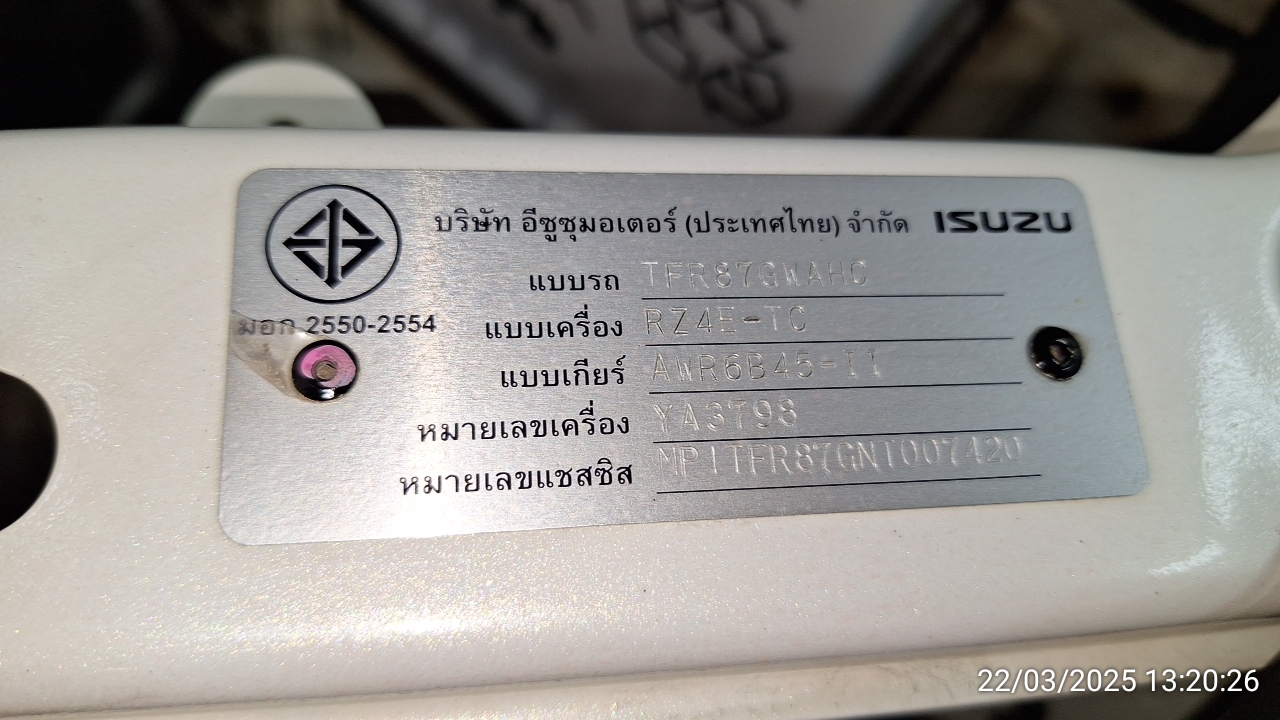 บริษัท อีซูซุมอเตอร์ (ประเทศไทย) จำกัด ISUZU
แบบรถ TFR87GWAHC
มอก 2550-2554
แบบเครื่อง RZ4E-TC
แบบเกียร์ AWR6B45-II
หมายเลขเครื่อง YA3798
หมายเลขแชสซิส MP1TFR87GNT007420
22/03/2025 13:20:26